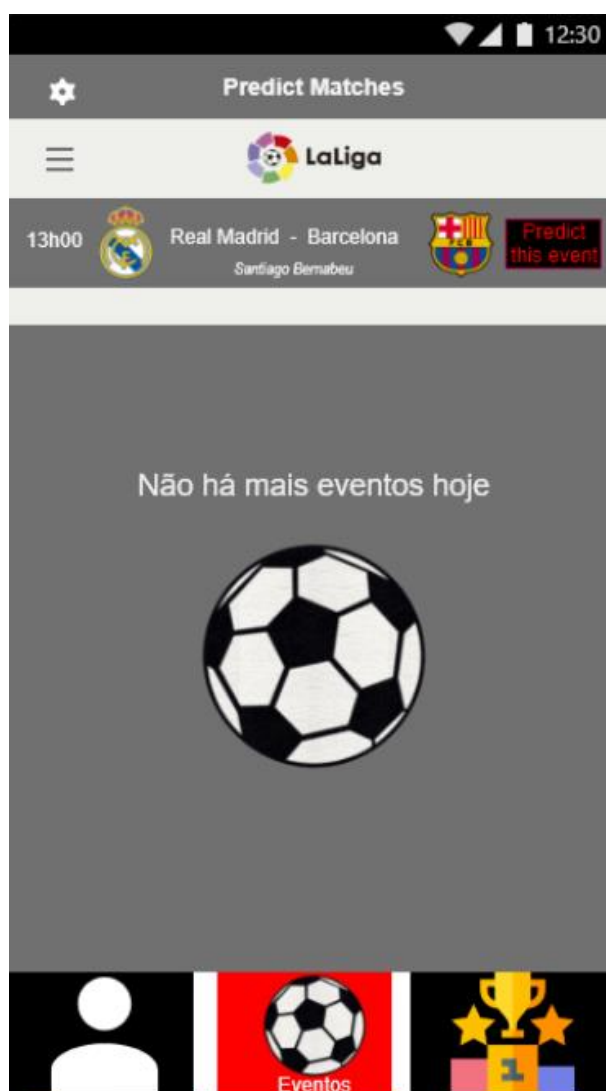 12:30
Predict Matches
LaLiga
13h00
Real Madrid - Barcelona
Santiago Bernabeu
F C B
Predict
this event
Não há mais eventos hoje
Eventos
1